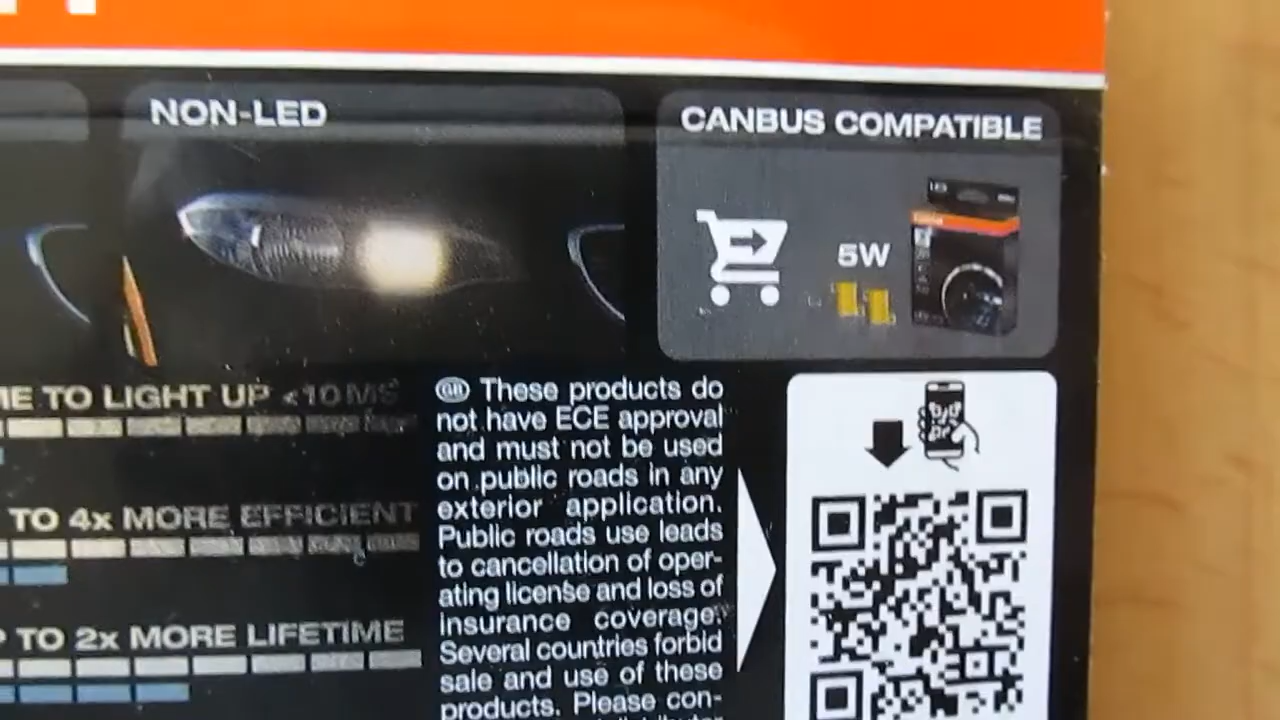 NON-LED
CANBUS COMPATIBLE
5W
ME TO LIGHT UP <10 MS
TO 4x MORE EFFICIENT
TO 2x MORE LIFETIME
GB These products do
not have ECE approval
and must not be used
on public roads in any
exterior application.
Public roads use leads
to cancellation of oper-
ating license and loss of
insurance coverage.
Several countries forbid
sale and use of these
products. Please con-